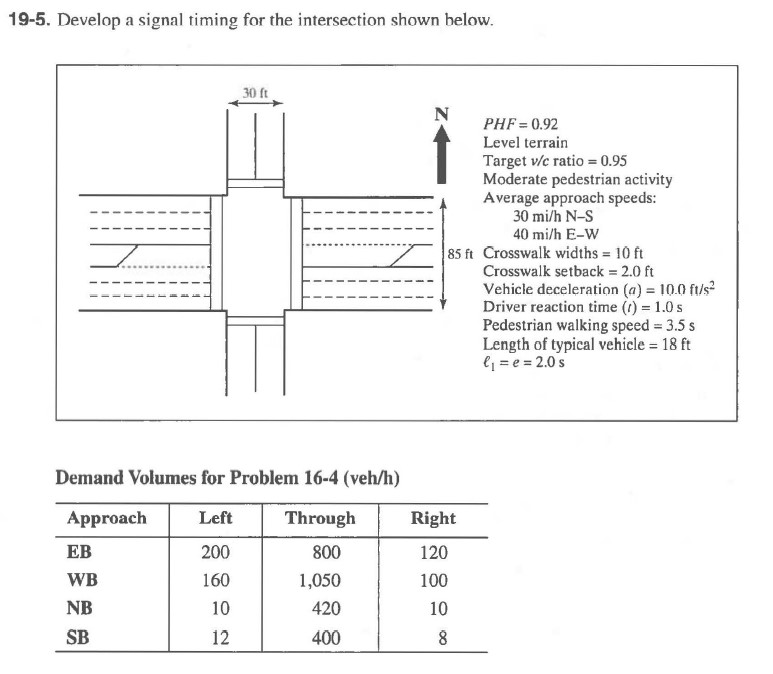 19-5. Develop a signal timing for the intersection shown below.
30 ft
N
PHF = 0.92
Level terrain
Target v/c ratio = 0.95
Moderate pedestrian activity
Average approach speeds:
30 mi/h N–S
40 mi/h E–W
85 ft
Crosswalk widths = 10 ft
Crosswalk setback = 2.0 ft
Vehicle deceleration (a) = 10.0 ft/s²
Driver reaction time (t) = 1.0 s
Pedestrian walking speed = 3.5 s
Length of typical vehicle = 18 ft
ℓ₁ = e = 2.0 s
Demand Volumes for Problem 16-4 (veh/h)
Approach Left Through Right
EB 200 800 120
WB 160 1,050 100
NB 10 420 10
SB 12 400 8